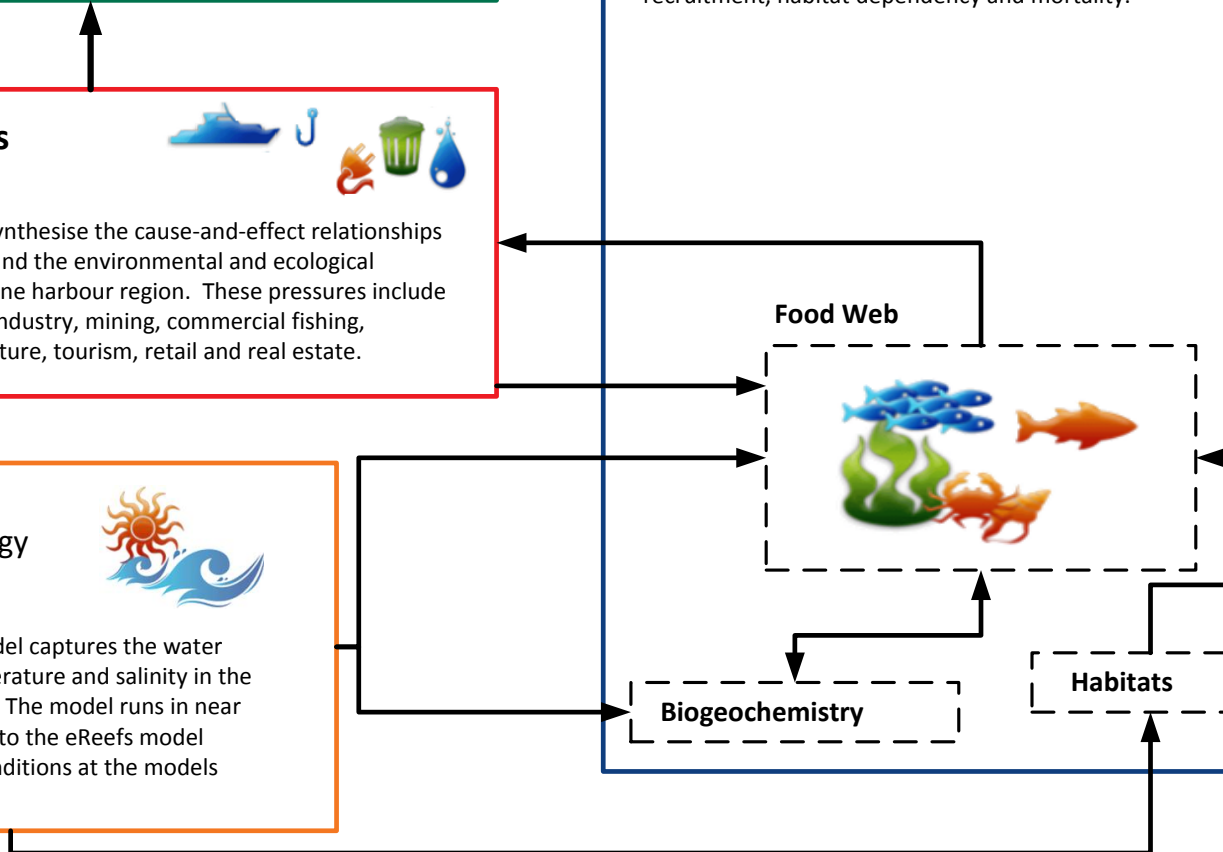 recruitment, habitat dependency and mortality.
s
nthesise the cause-and-effect relationships
nd the environmental and ecological
ne harbour region. These pressures include
ndustry, mining, commercial fishing,
ture, tourism, retail and real estate.
Food Web
gy
del captures the water
erature and salinity in the
The model runs in near
to the eReefs model
nditions at the models
Biogeochemistry
Habitats